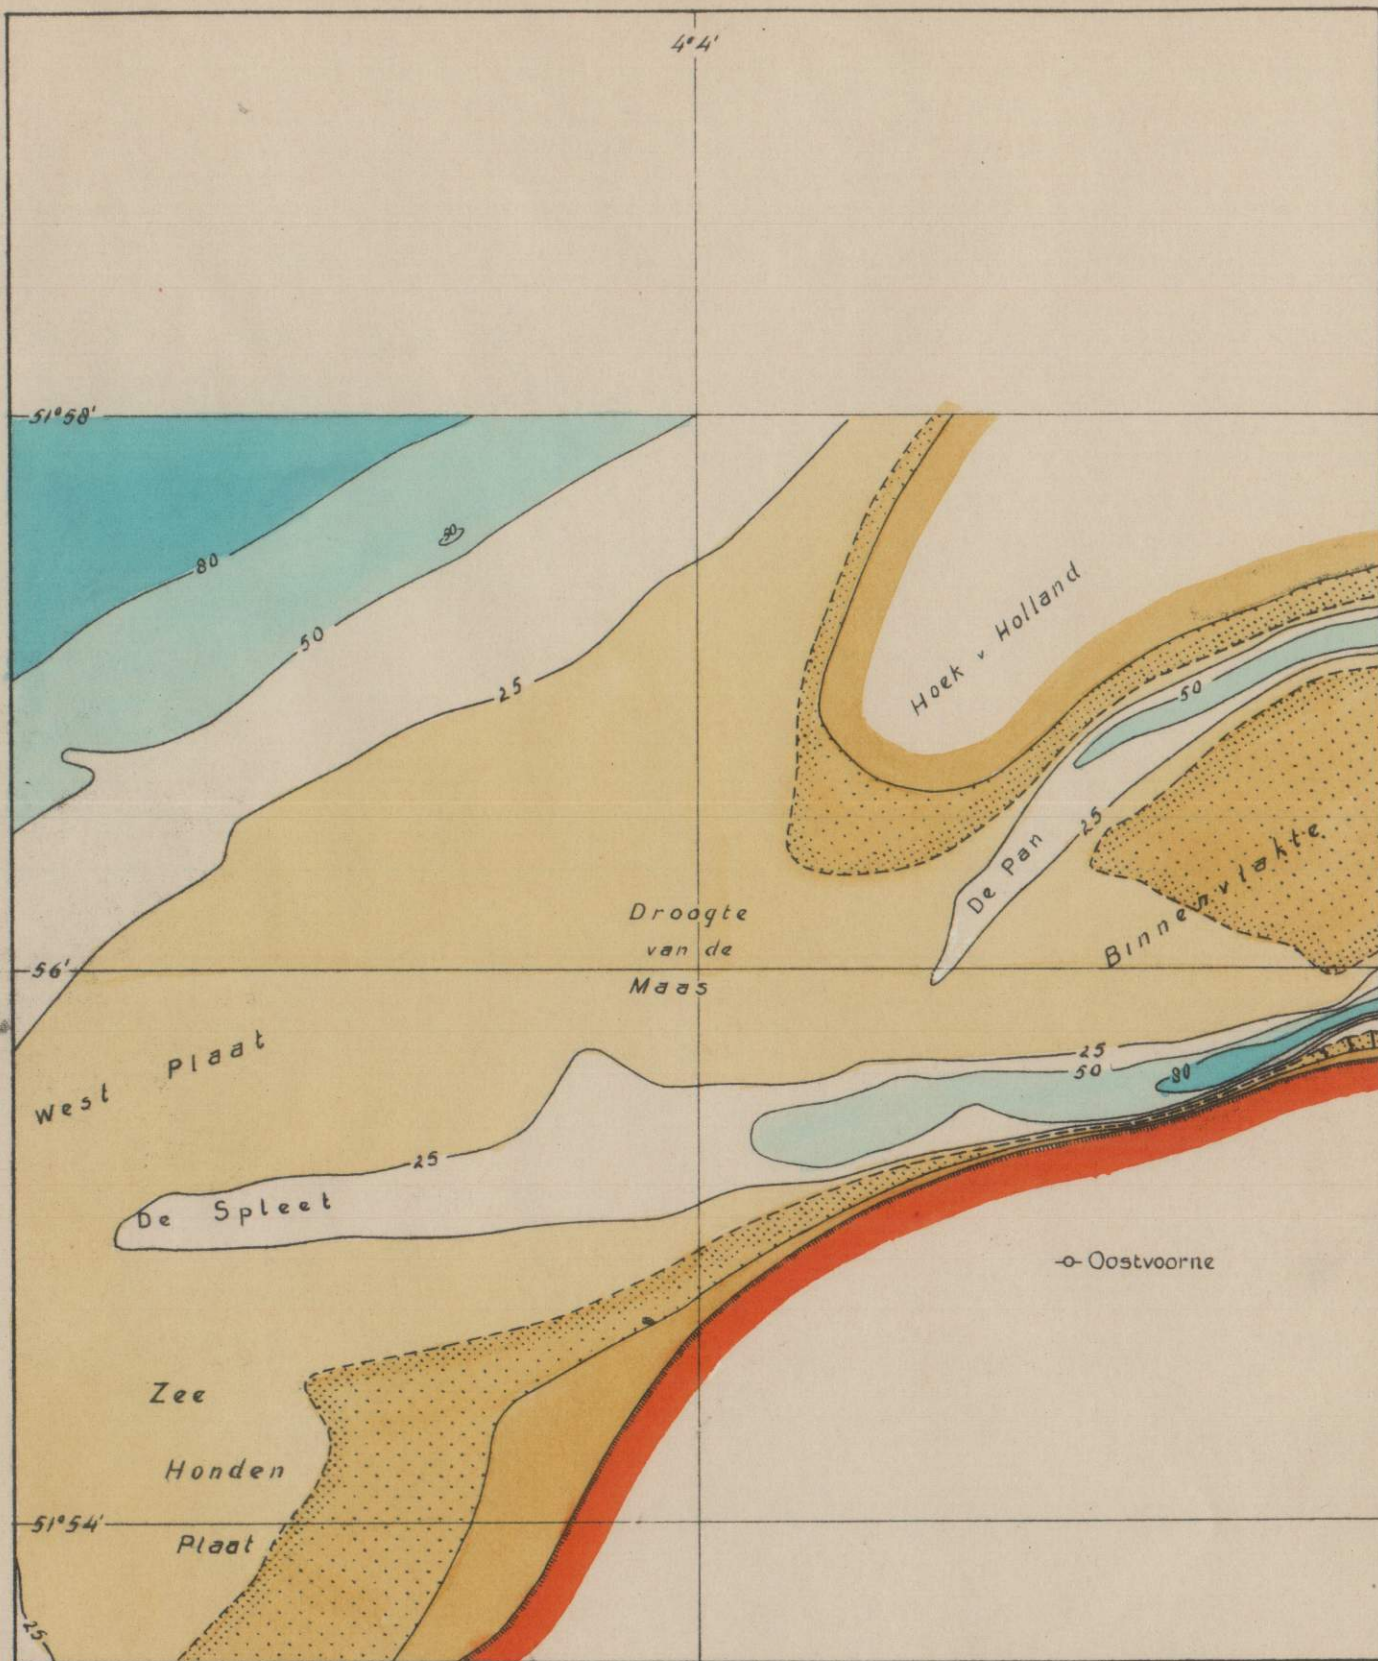 4°4'
51°58'
80
50
50
25
Hoek v Holland
50
25
De Pan
Binnenvlakte
Droogte
van de
Maas
56'
West Plaat
25
50
80
25
De Spleet
Oostvoorne
Zee
Honden
Plaat
51°54'
25